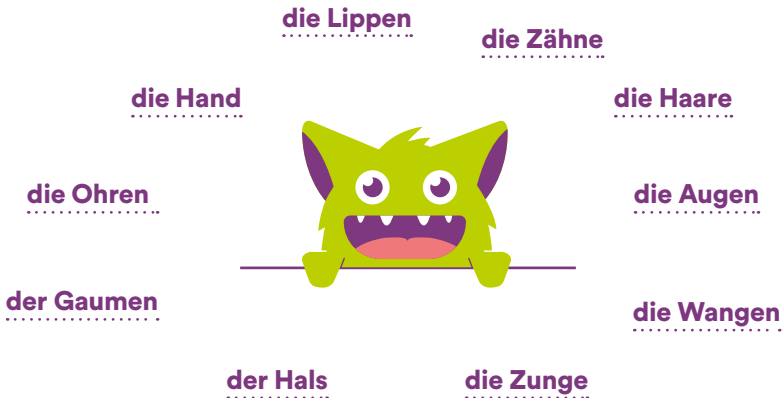 die Lippen
die Zähne
die Hand
die Haare
die Ohren
die Augen
der Gaumen
die Wangen
der Hals
die Zunge